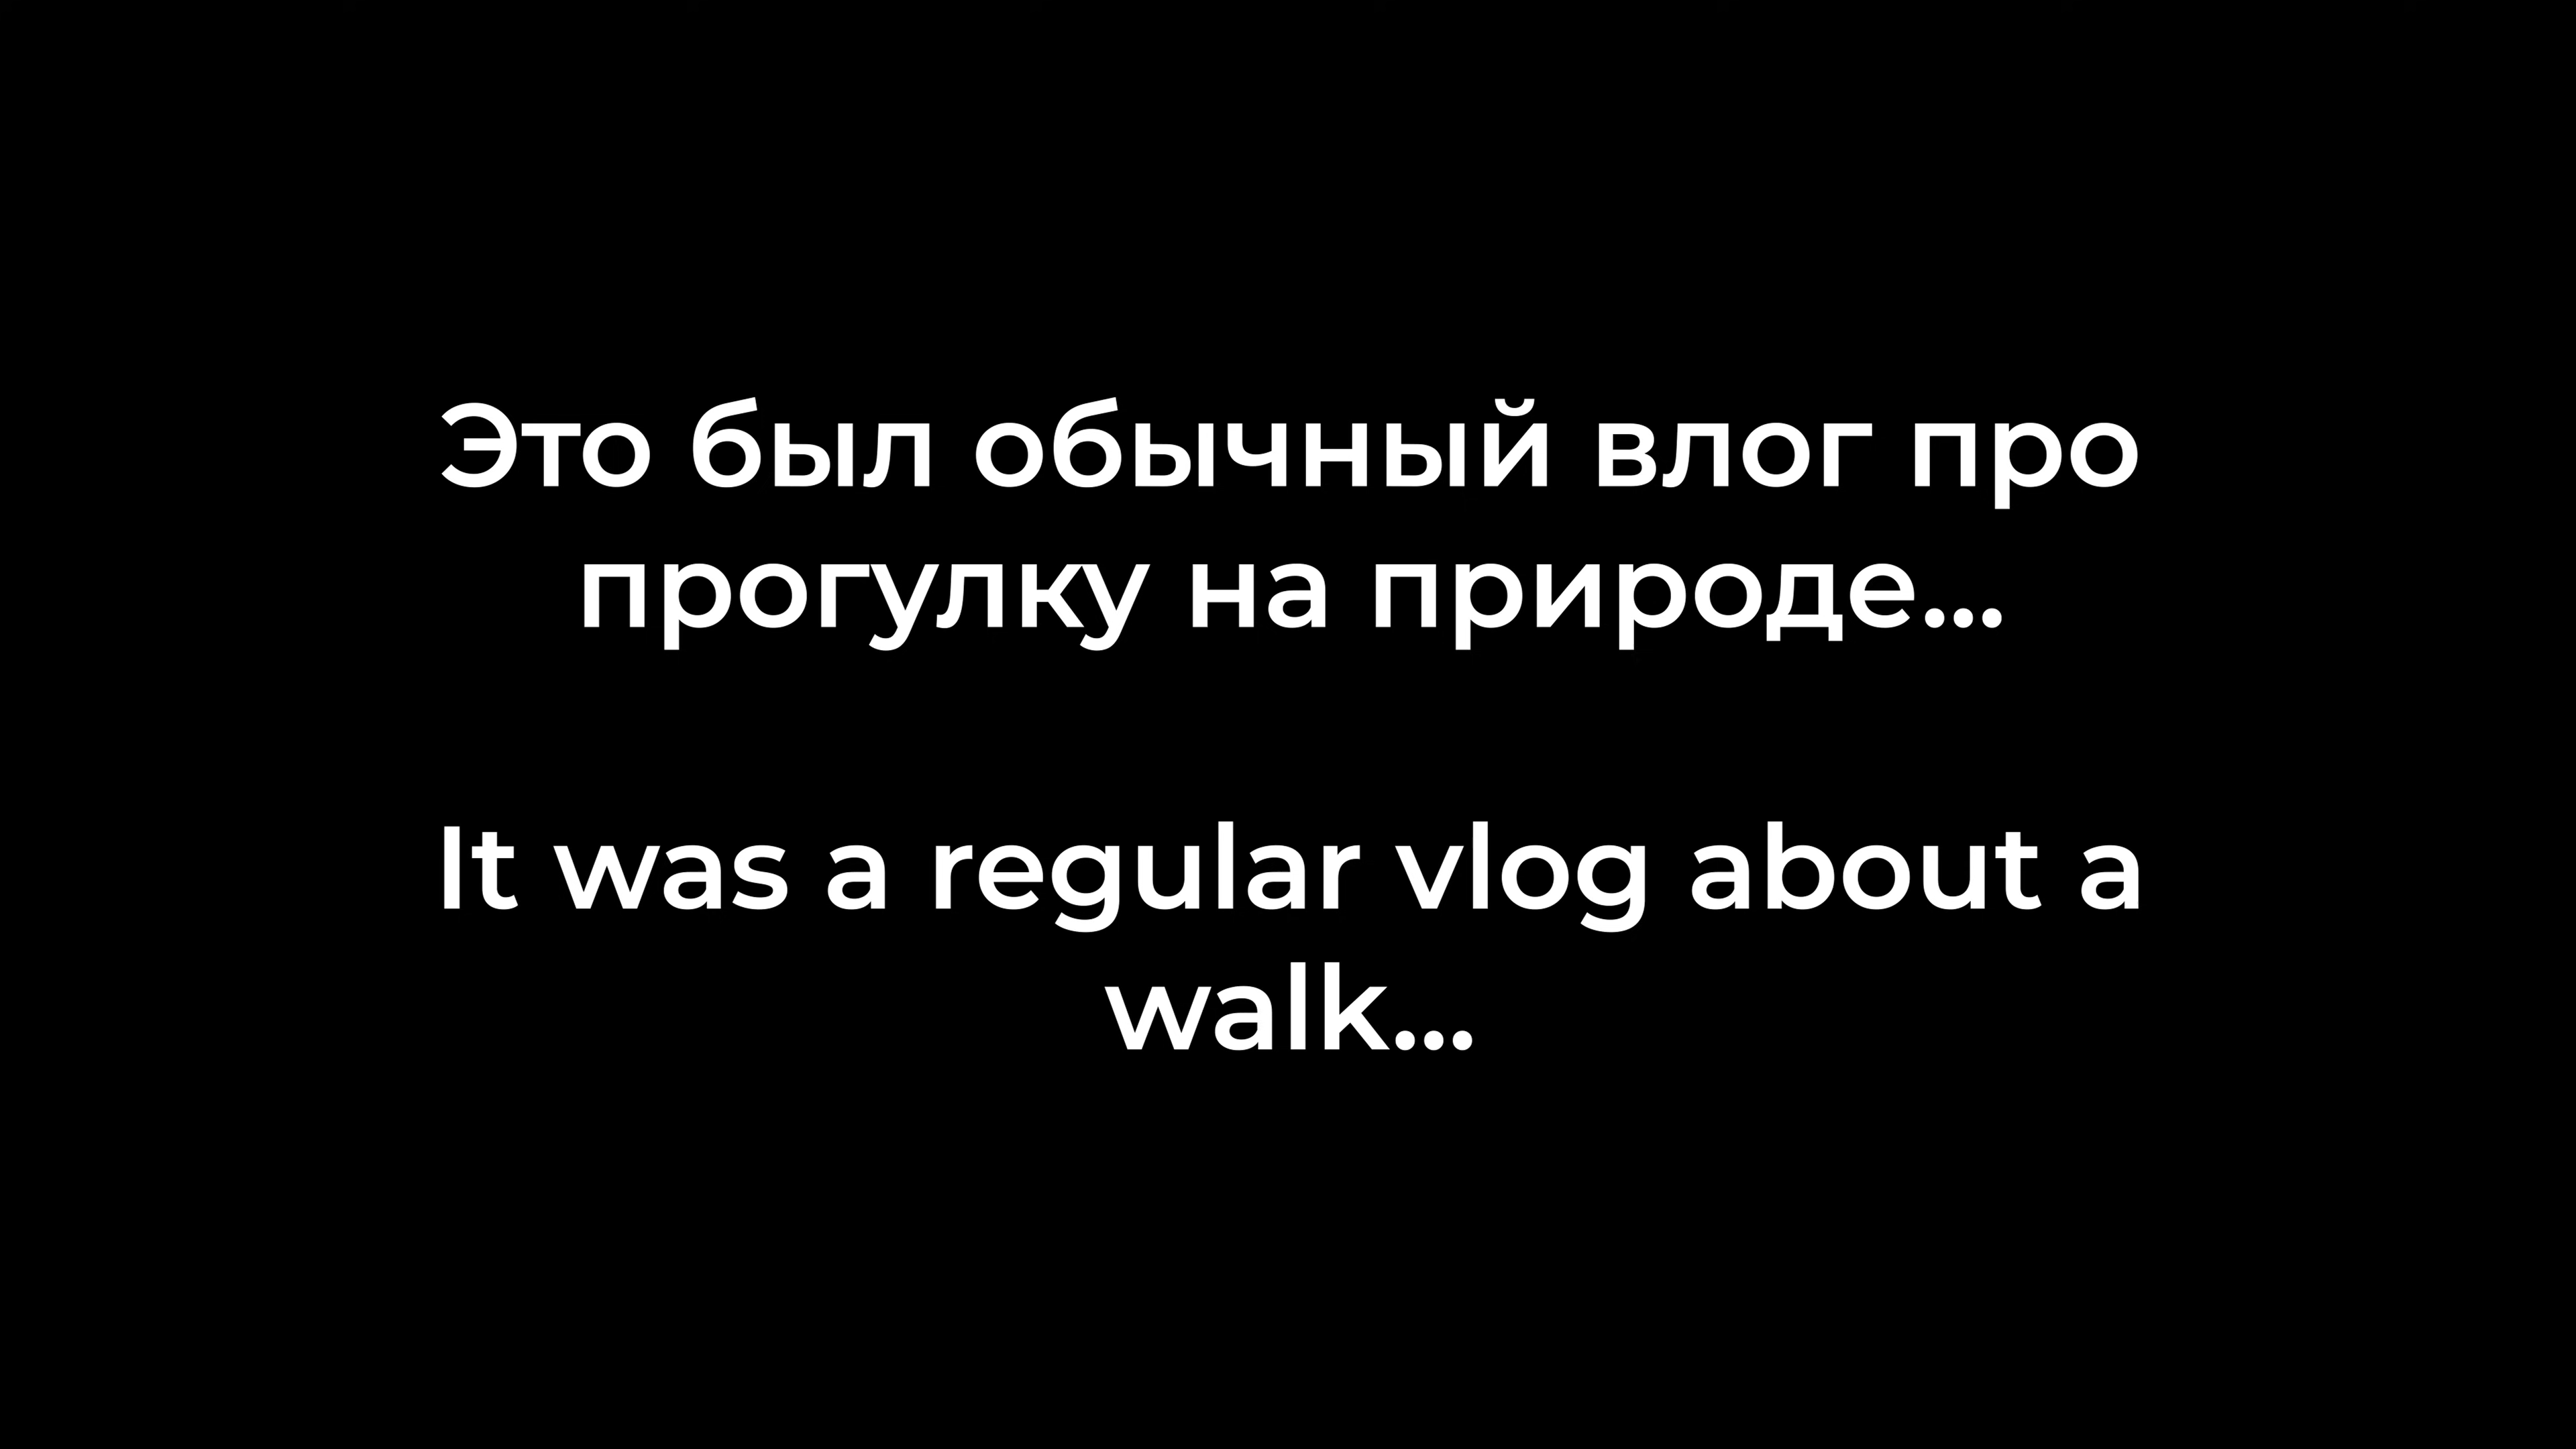 Это был обычный влог про
прогулку на природе...
It was a regular vlog about a
walk...